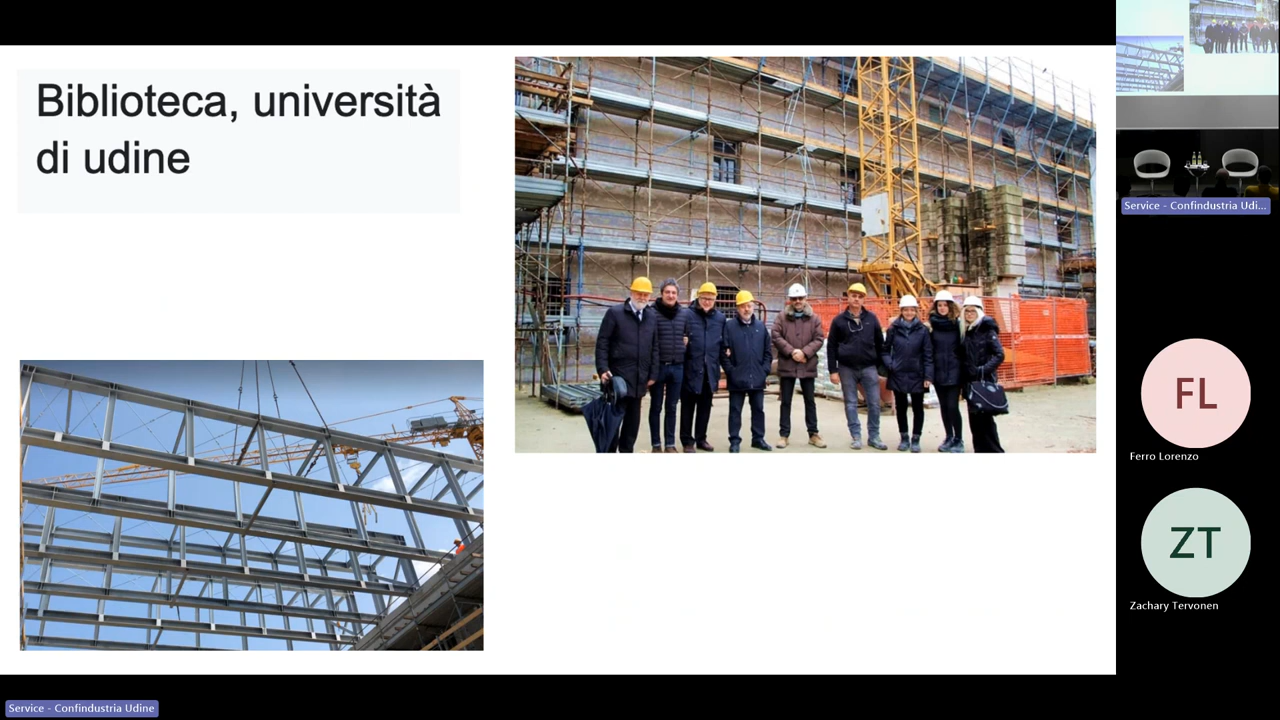 Biblioteca, università
di udine
Service - Confindustria Udi...
FL
Ferro Lorenzo
ZT
Zachary Tervonen
Service - Confindustria Udine